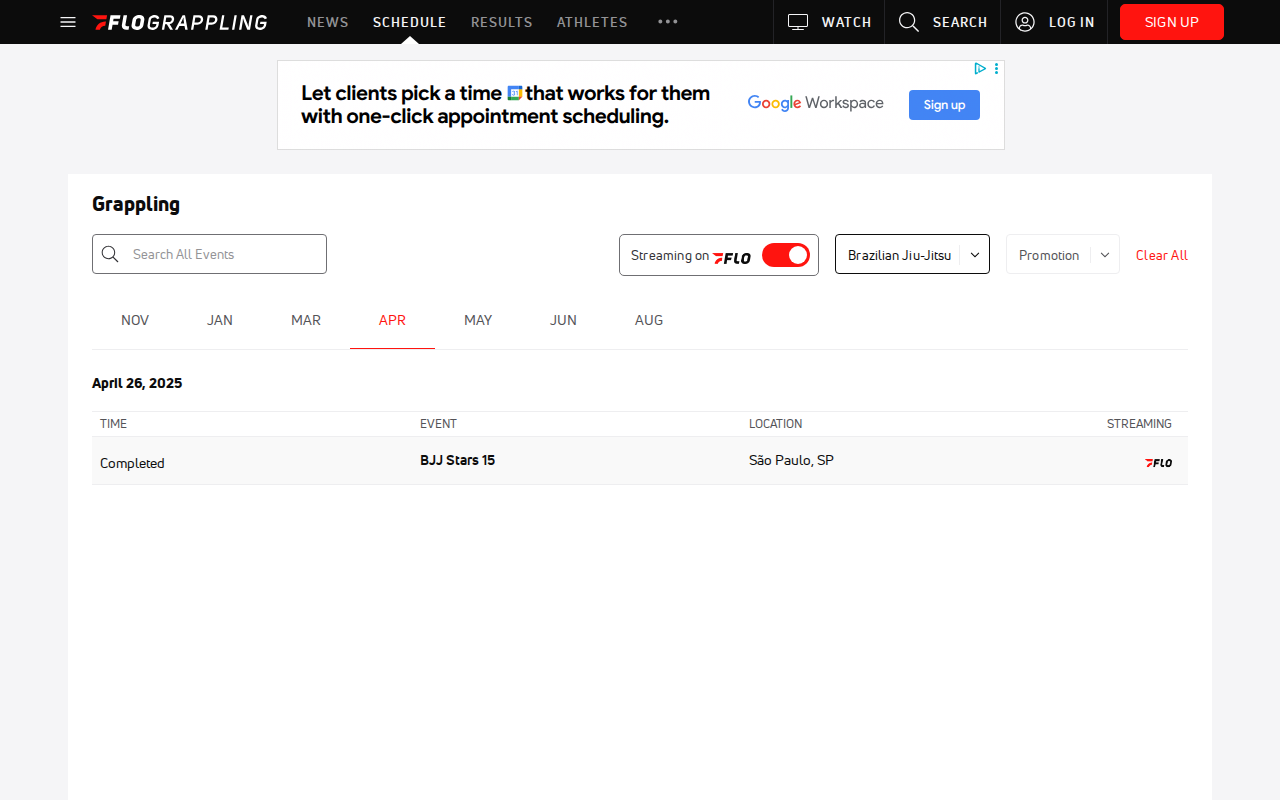 FLOGRAPPLING NEWS SCHEDULE RESULTS ATHLETES WATCH SEARCH LOG IN SIGN UP
Let clients pick a time 31 that works for them
with one-click appointment scheduling.
Google Workspace
Sign up
Grappling
Search All Events
Streaming on FLO
Brazilian Jiu-Jitsu
Promotion
Clear All
NOV JAN MAR APR MAY JUN AUG
April 26, 2025
TIME EVENT LOCATION STREAMING
Completed BJJ Stars 15 São Paulo, SP FLO